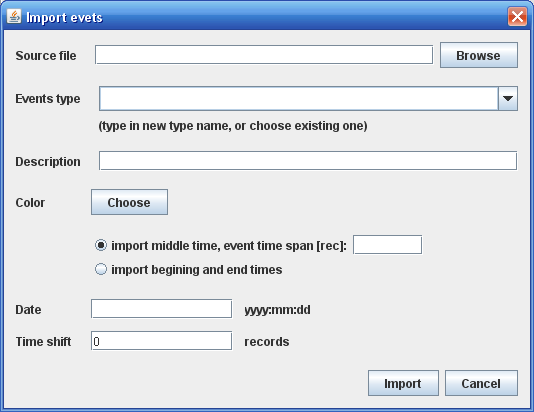 Import evets
Source file Browse
Events type
(type in new type name, or choose existing one)
Description
Color Choose
import middle time, event time span [rec]:
import begining and end times
Date yyyy:mm:dd
Time shift 0 records
Import Cancel